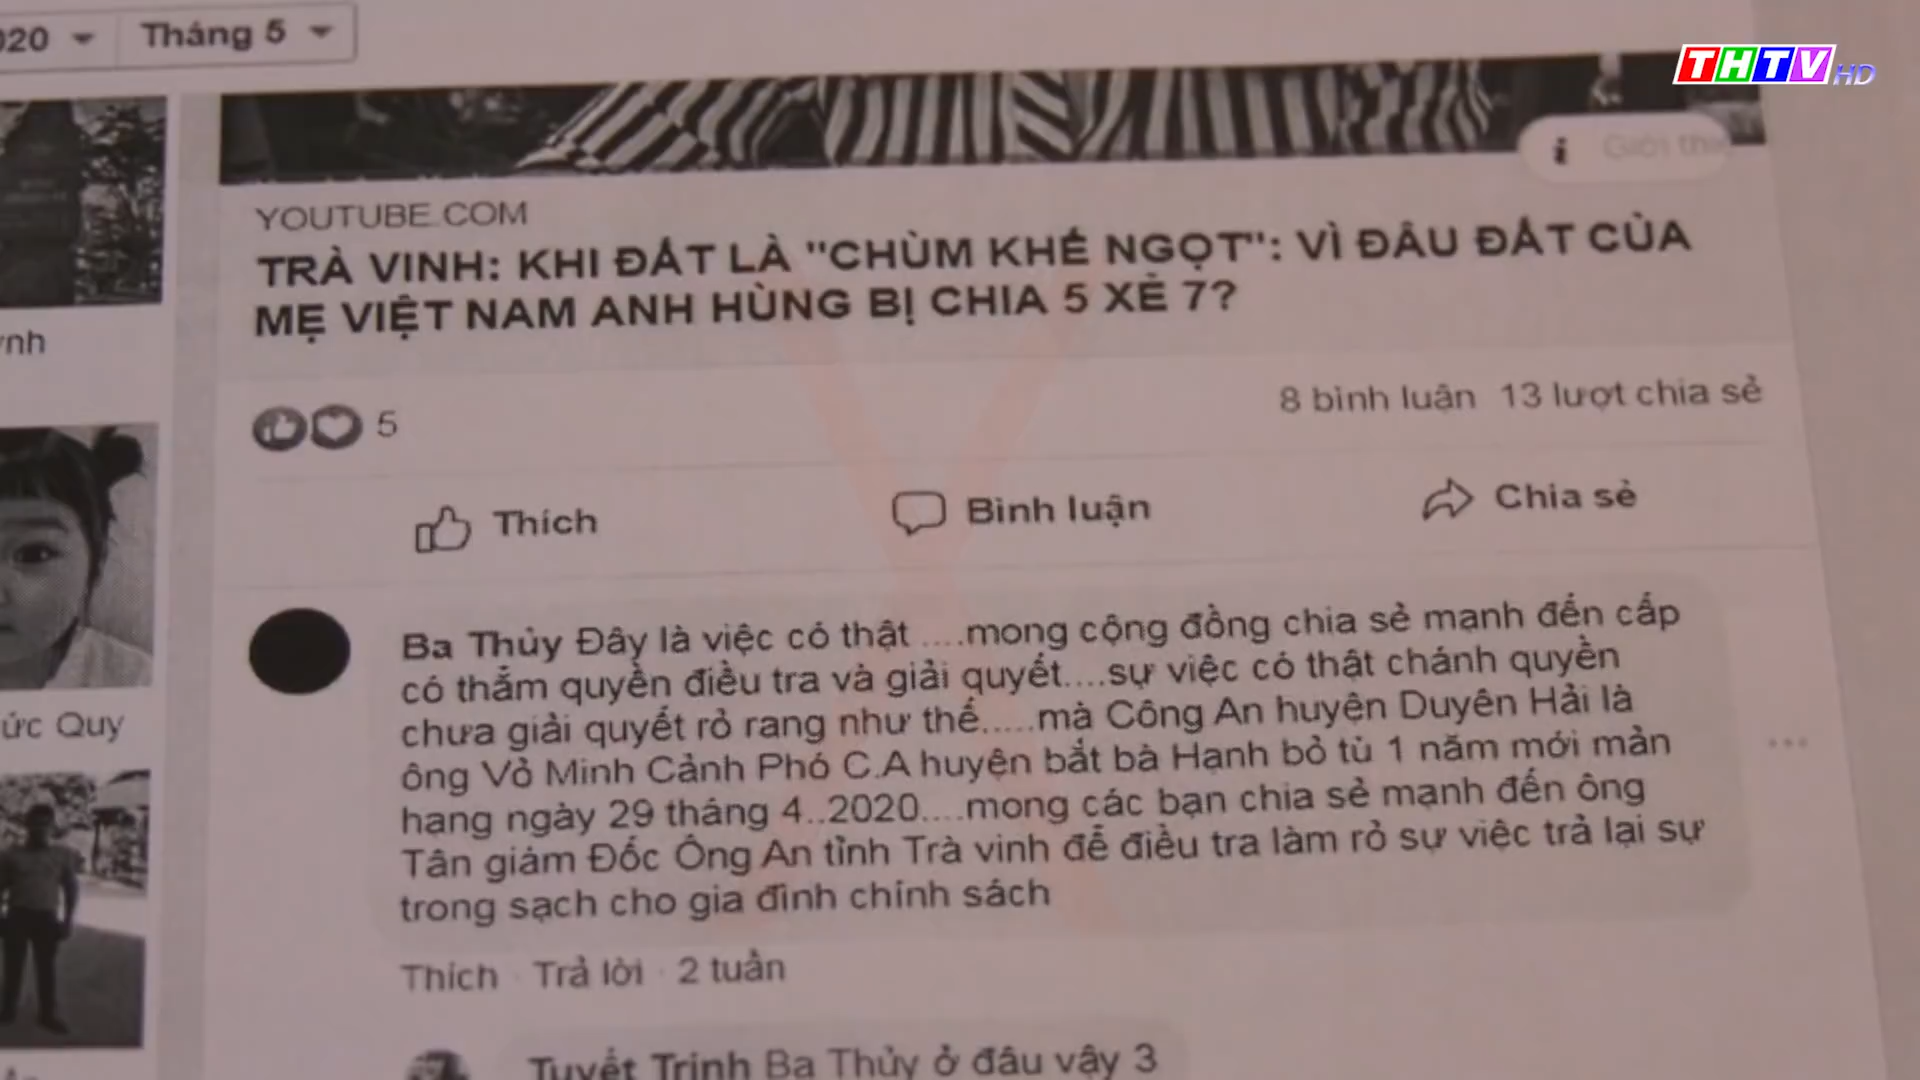 Tháng 5
THTV HD
YOUTUBE.COM
TRÀ VINH: KHI ĐẤT LÀ "CHÙM KHẾ NGỌT": VÌ ĐÂU ĐẤT CỦA
MẸ VIỆT NAM ANH HÙNG BỊ CHIA 5 XẺ 7?
5
8 bình luận 13 lượt chia sẻ
Thích
Bình luận
Chia sẻ
Ba Thủy Đây là việc có thật ....mong cộng đồng chia sẻ mạnh đến cấp
có thẩm quyền điều tra và giải quyết....sự việc có thật chánh quyền
chưa giải quyết rỏ rang như thế.....mà Công An huyện Duyên Hải là
ông Vỏ Minh Cảnh Phó C.A huyện bắt bà Hạnh bỏ tù 1 năm mới mản
hạng ngày 29 tháng 4..2020....mong các bạn chia sẻ mạnh đến ông
Tân giám Đốc Ông An tỉnh Trà vinh để điều tra làm rỏ sự việc trả lại sự
trong sạch cho gia đình chính sách
Thích · Trả lời · 2 tuần
Tuyết Trinh Ba Thủy ở đâu vậy 3
ức Quy